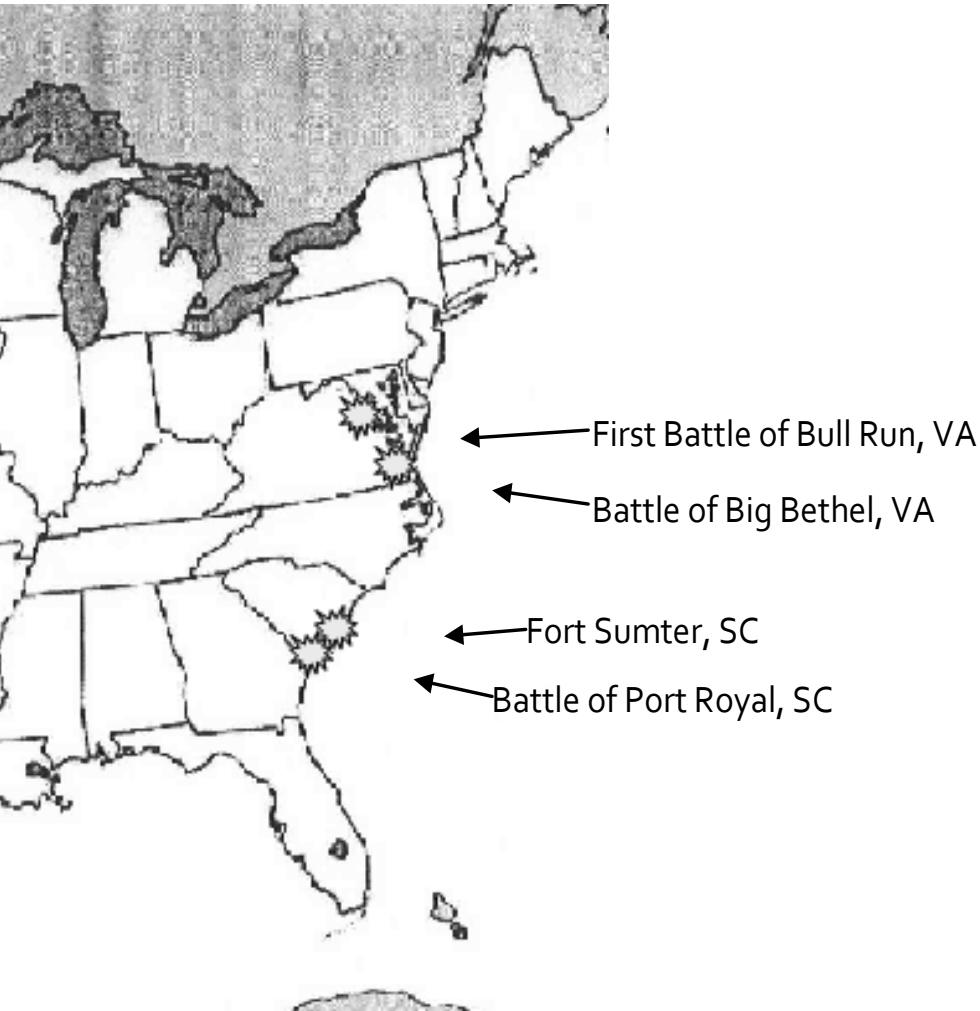 First Battle of Bull Run, VA
Battle of Big Bethel, VA
Fort Sumter, SC
Battle of Port Royal, SC